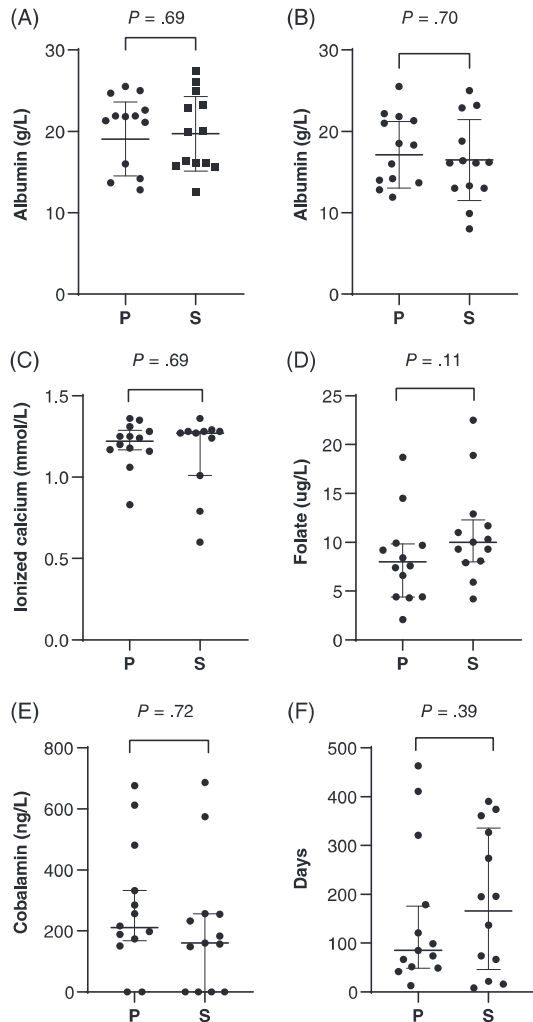 (A)
P = .69
Albumin (g/L)
30
20
10
0
P
S
(B)
P = .70
Albumin (g/L)
30
20
10
0
P
S
(C)
P = .69
Ionized calcium (mmol/L)
1.5
1.0
0.5
0.0
P
S
(D)
P = .11
Folate (ug/L)
25
20
15
10
5
0
P
S
(E)
P = .72
Cobalamin (ng/L)
800
600
400
200
0
P
S
(F)
P = .39
Days
500
400
300
200
100
0
P
S